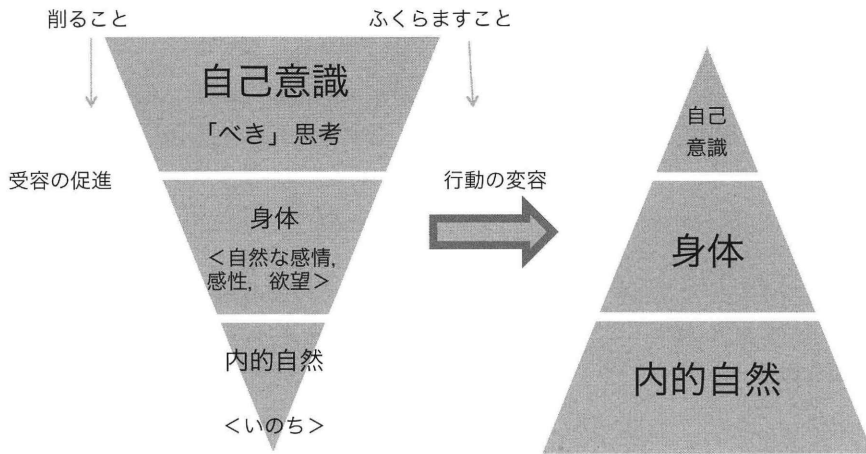 削ること
ふくらますこと
自己意識
「べき」思考
受容の促進
行動の変容
身体
＜自然な感情，
感性，欲望＞
内的自然
＜いのち＞
自己
意識
身体
内的自然